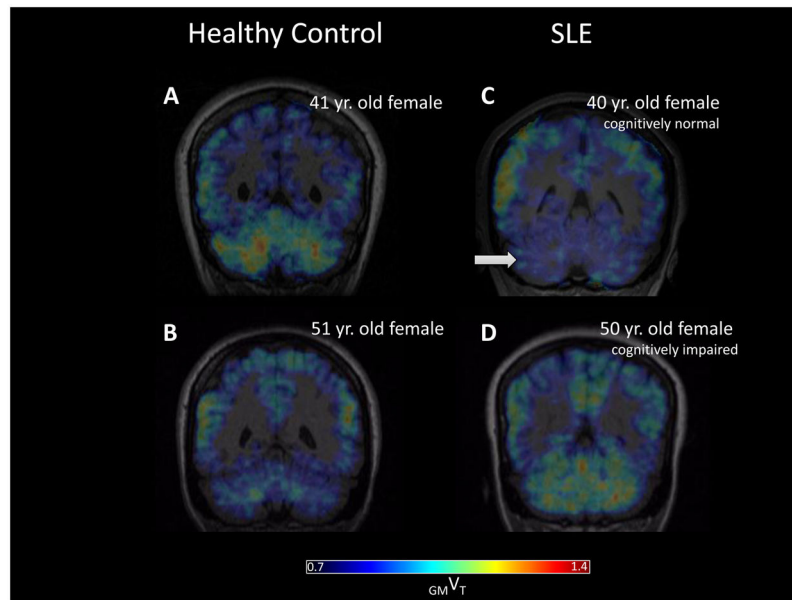 Healthy Control
SLE
A
41 yr. old female
C
40 yr. old female
cognitively normal
B
51 yr. old female
D
50 yr. old female
cognitively impaired
0.7
1.4
GMVT